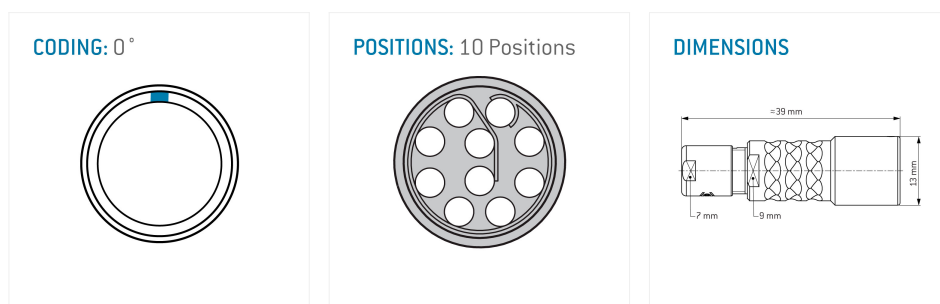 CODING: 0°
POSITIONS: 10 Positions
DIMENSIONS
≈39 mm
13 mm
7 mm
9 mm